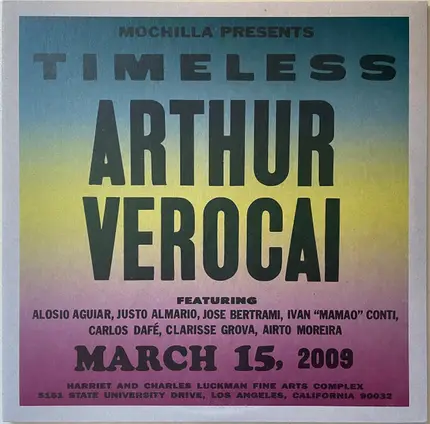 MOCHILLA PRESENTS
TIMELESS
ARTHUR
VEROCAI
FEATURING
ALOSIO AGUIAR, JUSTO ALMARIO, JOSE BERTRAMI, IVAN "MAMAO" CONTI,
CARLOS DAFÉ, CLARISSE GROVA, AIRTO MOREIRA
MARCH 15, 2009
HARRIET AND CHARLES LUCKMAN FINE ARTS COMPLEX
5151 STATE UNIVERSITY DRIVE, LOS ANGELES, CALIFORNIA 90032